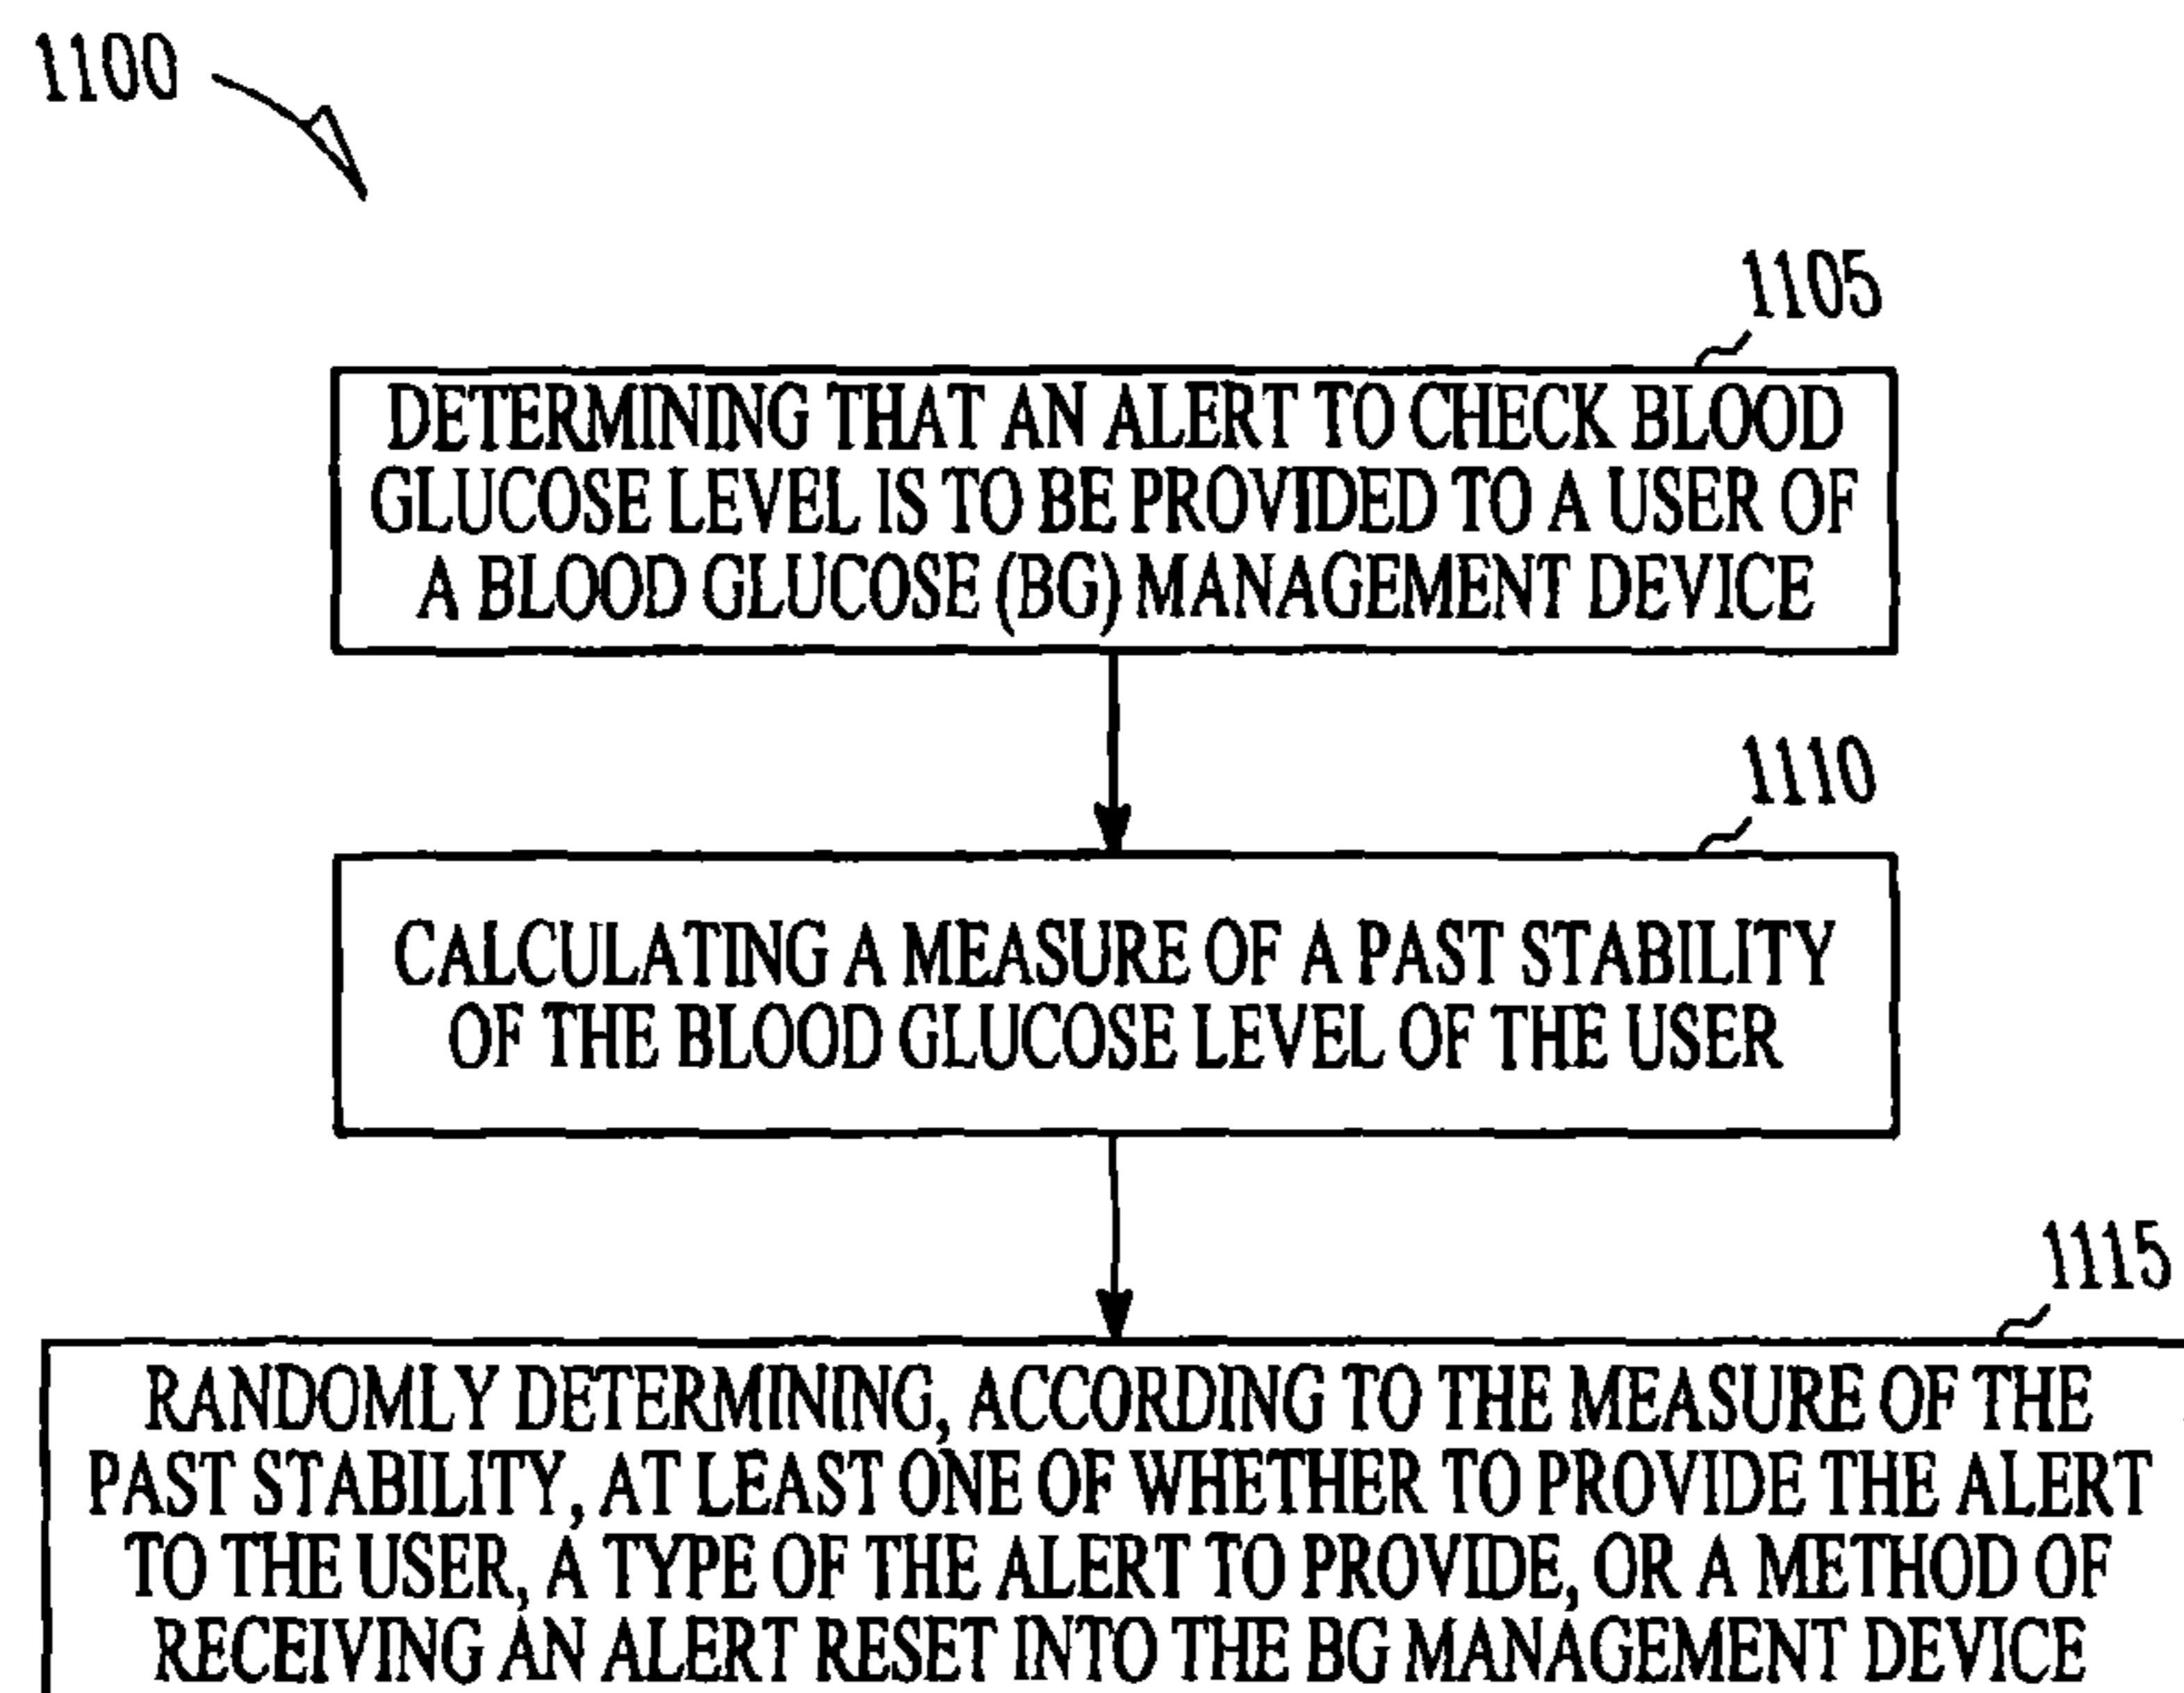 1100
1105
DETERMINING THAT AN ALERT TO CHECK BLOOD
GLUCOSE LEVEL IS TO BE PROVIDED TO A USER OF
A BLOOD GLUCOSE (BG) MANAGEMENT DEVICE
1110
CALCULATING A MEASURE OF A PAST STABILITY
OF THE BLOOD GLUCOSE LEVEL OF THE USER
1115
RANDOMLY DETERMINING, ACCORDING TO THE MEASURE OF THE
PAST STABILITY, AT LEAST ONE OF WHETHER TO PROVIDE THE ALERT
TO THE USER, A TYPE OF THE ALERT TO PROVIDE, OR A METHOD OF
RECEIVING AN ALERT RESET INTO THE BG MANAGEMENT DEVICE